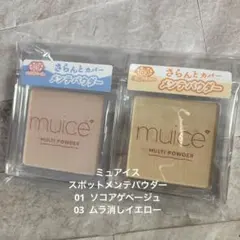 さらんとカバー
メンテパウダー
muice+
MULTI POWDER
さらんとカバー
メンテパウダー
muice+
MULTI POWDER
ミュアイス
スポットメンテパウダー
01 ソコアゲベージュ
03 ムラ消しイエロー